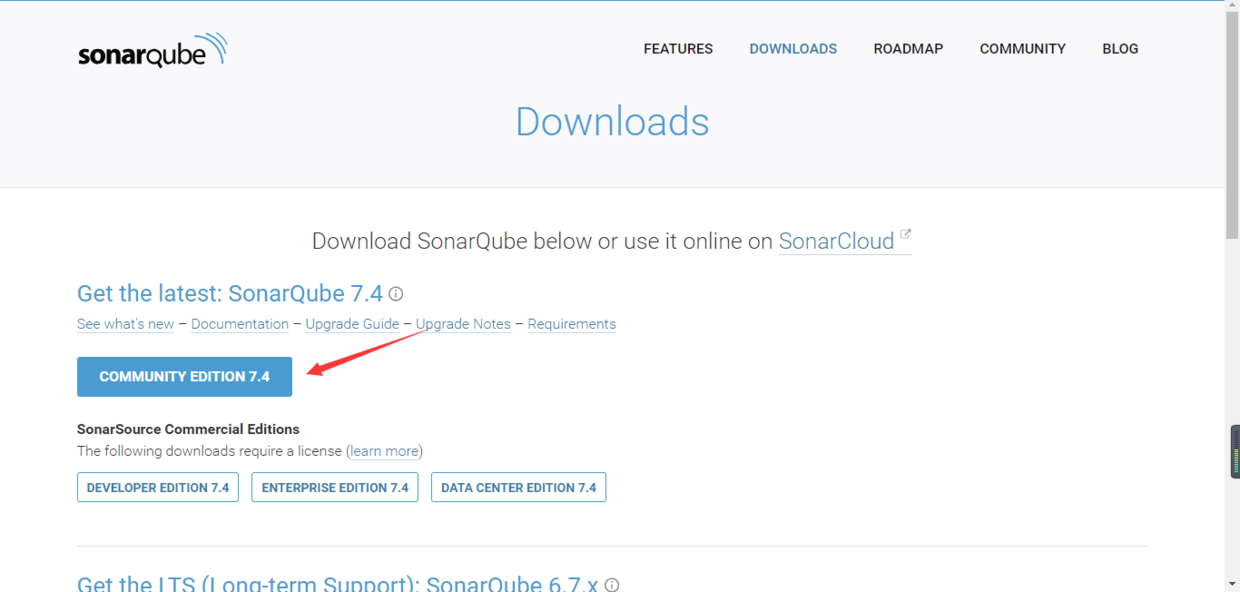 sonarqube
FEATURES DOWNLOADS ROADMAP COMMUNITY BLOG
Downloads
Download SonarQube below or use it online on SonarCloud
Get the latest: SonarQube 7.4
See what's new – Documentation – Upgrade Guide – Upgrade Notes – Requirements
COMMUNITY EDITION 7.4
SonarSource Commercial Editions
The following downloads require a license (learn more)
DEVELOPER EDITION 7.4 ENTERPRISE EDITION 7.4 DATA CENTER EDITION 7.4
Get the LTS (Long-term Support): SonarQube 6.7.x